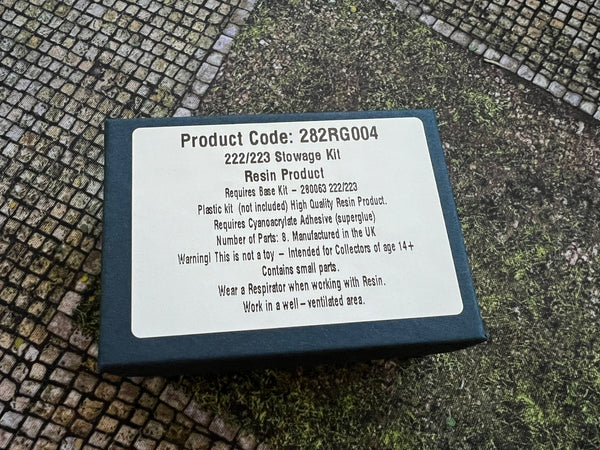 Product Code: 282RG004
222/223 Stowage Kit
Resin Product
Requires Base Kit – 280063 222/223
Plastic kit (not included) High Quality Resin Product.
Requires Cyanoacrylate Adhesive (superglue)
Number of Parts: 8. Manufactured in the UK
Warning! This is not a toy – Intended for Collectors of age 14+
Contains small parts.
Wear a Respirator when working with Resin.
Work in a well – ventilated area.